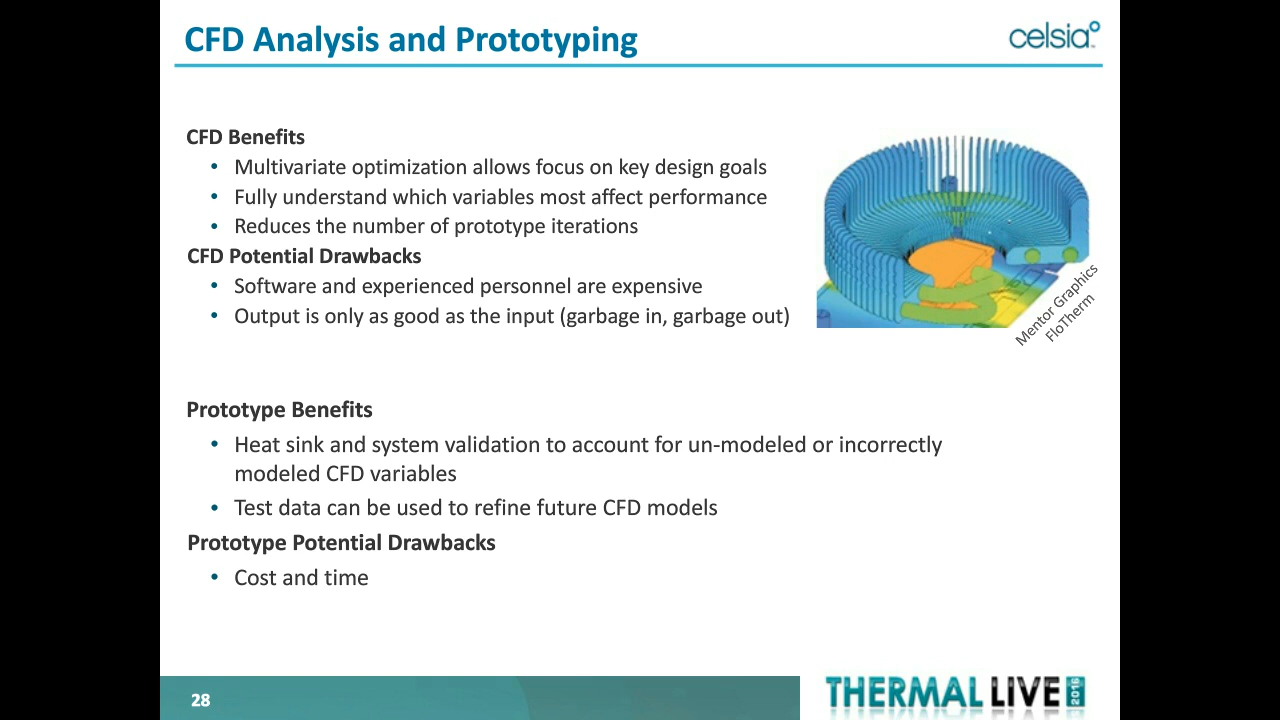 CFD Analysis and Prototyping
celsia
CFD Benefits
• Multivariate optimization allows focus on key design goals
• Fully understand which variables most affect performance
• Reduces the number of prototype iterations
CFD Potential Drawbacks
• Software and experienced personnel are expensive
• Output is only as good as the input (garbage in, garbage out)
Mentor Graphics
FloTherm
Prototype Benefits
• Heat sink and system validation to account for un-modeled or incorrectly
modeled CFD variables
• Test data can be used to refine future CFD models
Prototype Potential Drawbacks
• Cost and time
28
THERMAL LIVE 2016